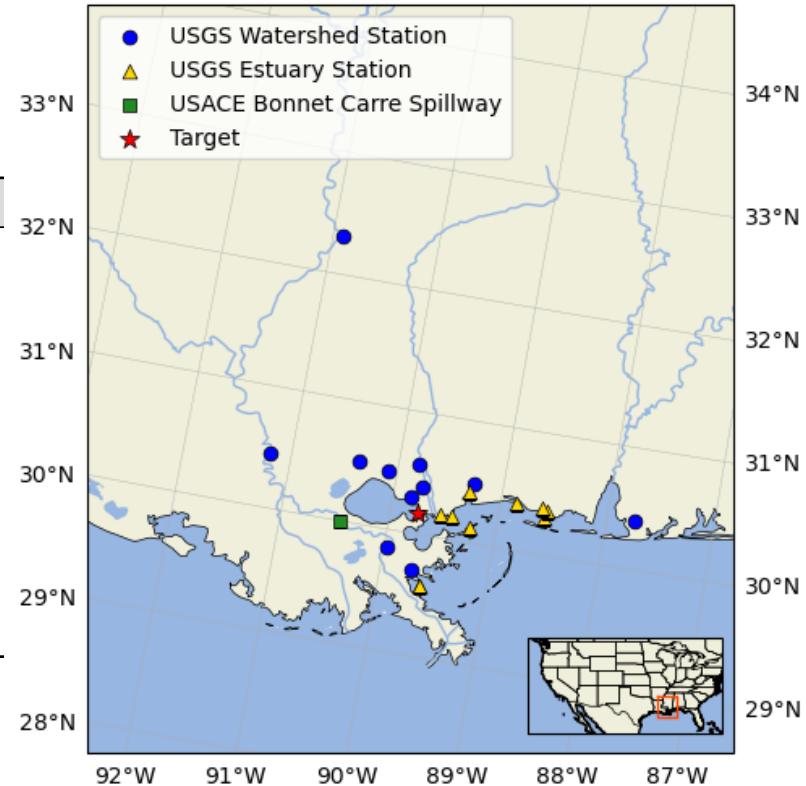 USGS Watershed Station
USGS Estuary Station
USACE Bonnet Carre Spillway
Target
33°N
32°N
31°N
30°N
29°N
28°N
34°N
33°N
32°N
31°N
30°N
29°N
92°W 91°W 90°W 89°W 88°W 87°W